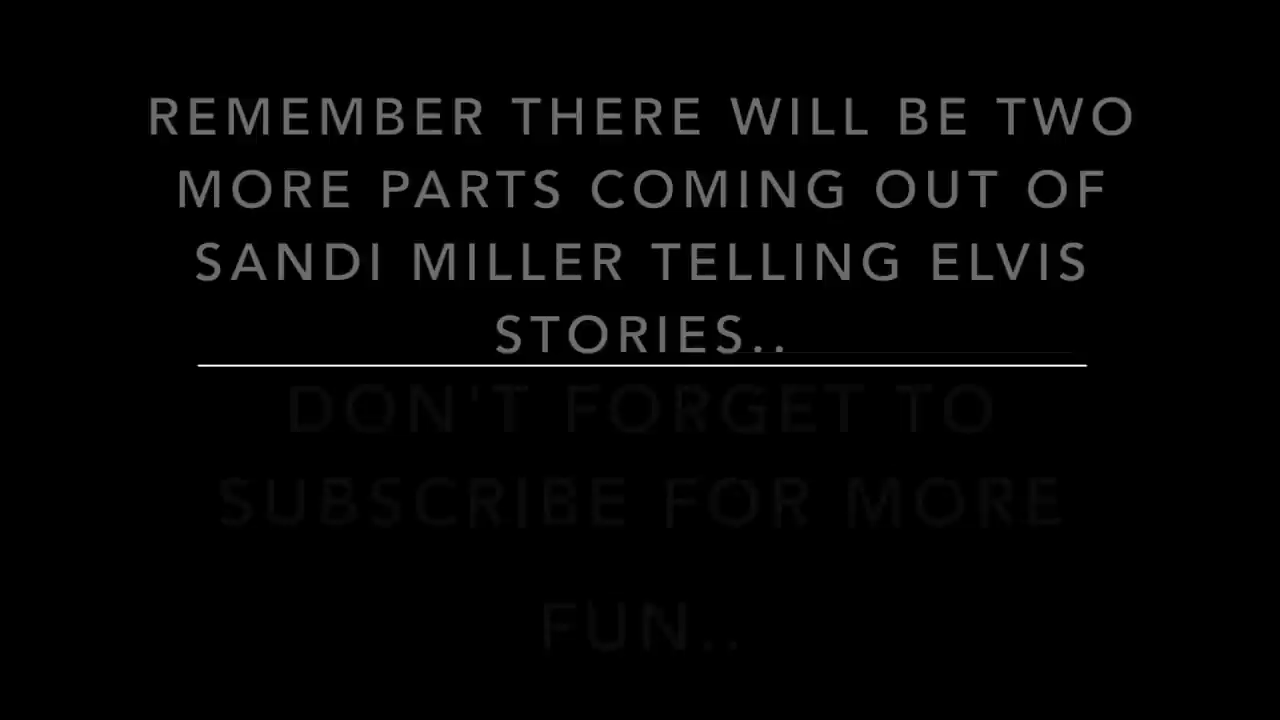 REMEMBER THERE WILL BE TWO
MORE PARTS COMING OUT OF
SANDI MILLER TELLING ELVIS
STORIES..
DON'T FORGET TO
SUBSCRIBE FOR MORE
FUN..